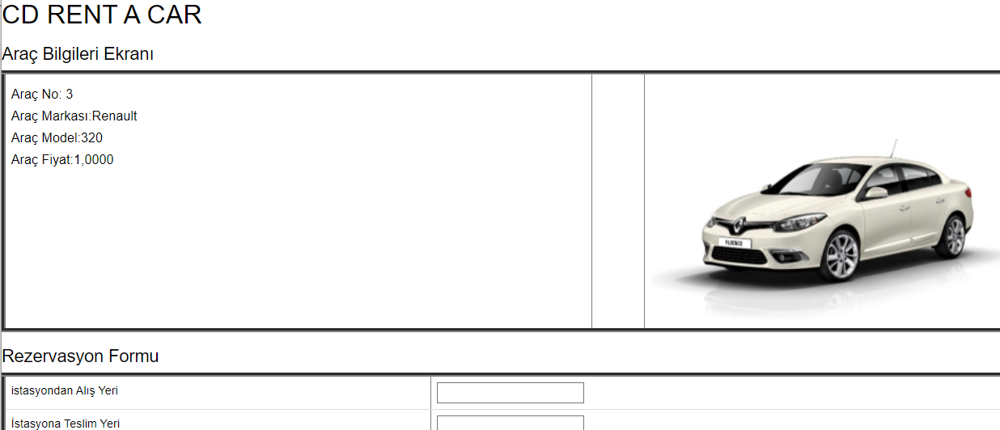 CD RENT A CAR
Araç Bilgileri Ekranı
Araç No: 3
Araç Markası:Renault
Araç Model:320
Araç Fiyat:1,0000
FLUENCE
Rezervasyon Formu
istasyondan Alış Yeri
İstasyona Teslim Yeri